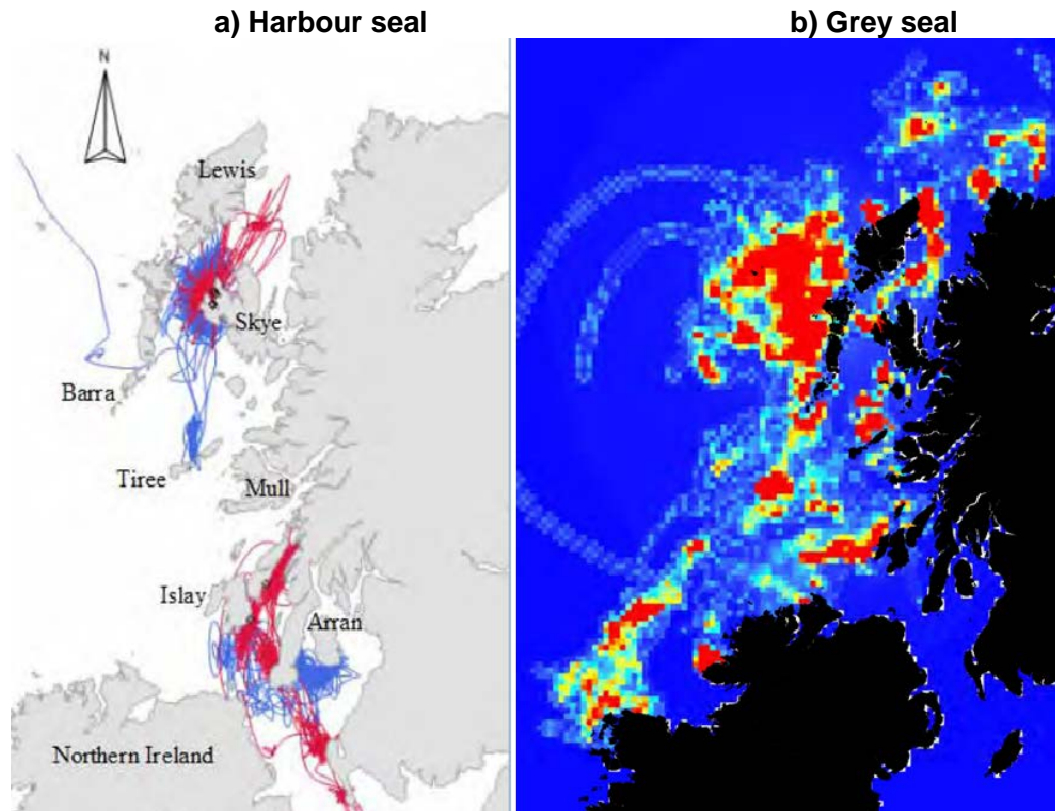 a) Harbour seal
b) Grey seal
N
Lewis
Skye
Barra
Tiree
Mull
Islay
Arran
Northern Ireland